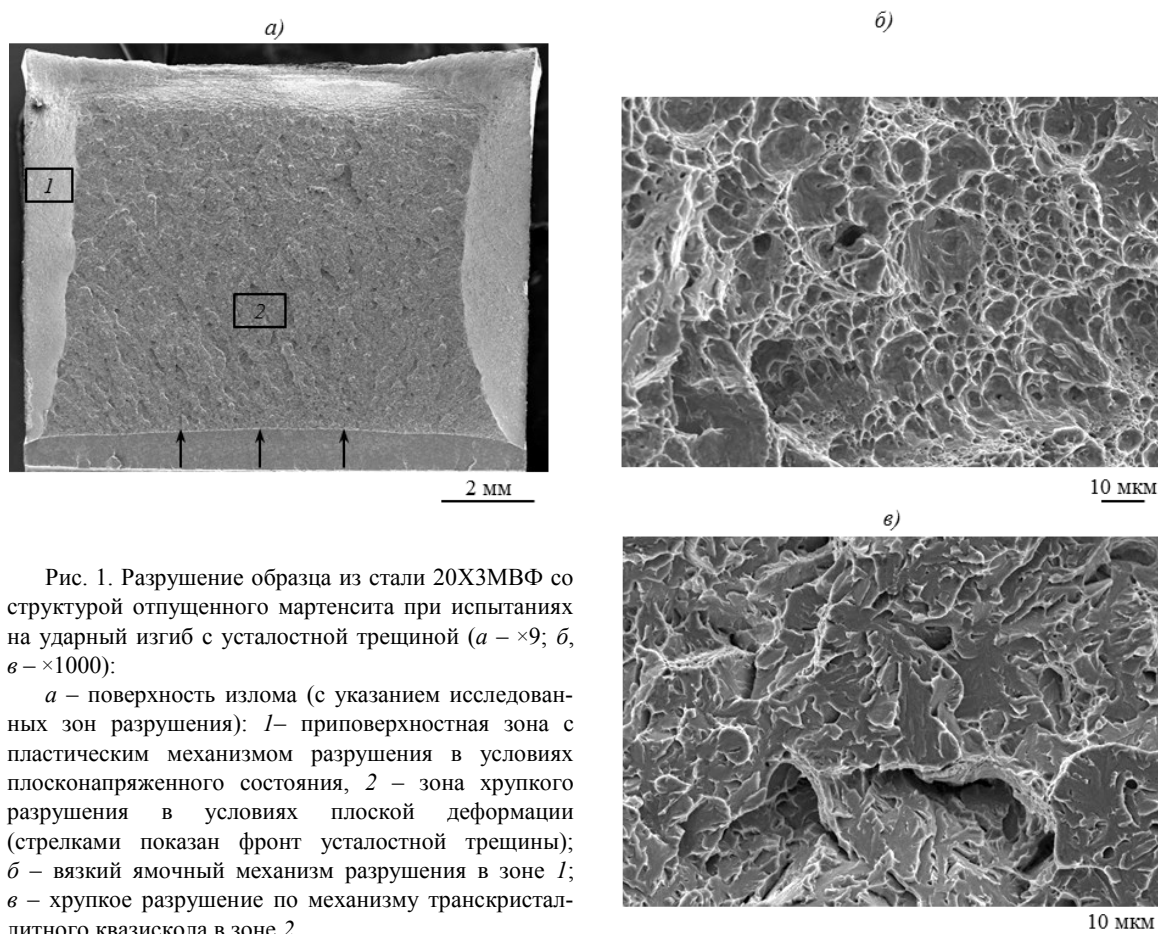 а)
б)
1
2
2 мм
10 мкм
в)
Рис. 1. Разрушение образца из стали 20Х3МВФ со
структурой отпущенного мартенсита при испытаниях
на ударный изгиб с усталостной трещиной (а – ×9; б,
в – ×1000):
а – поверхность излома (с указанием исследован-
ных зон разрушения): 1– приповерхностная зона с
пластическим механизмом разрушения в условиях
плосконапряженного состояния, 2 – зона хрупкого
разрушения в условиях плоской деформации
(стрелками показан фронт усталостной трещины);
б – вязкий ямочный механизм разрушения в зоне 1;
в – хрупкое разрушение по механизму транскристал-
литного квазискола в зоне 2
10 мкм